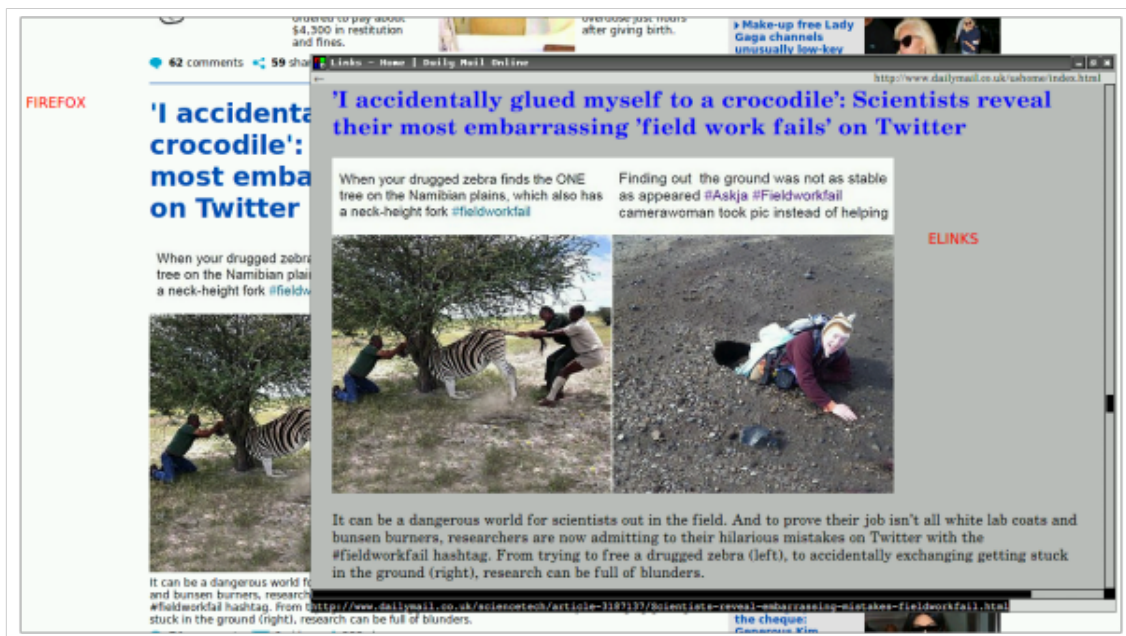 ordered to pay about
$4,300 in restitution
and fines.
overdose just hours
after giving birth.
Make-up free Lady
Gaga channels
unusually low-key
62 comments 59
FIREFOX
'I accidenta
crocodile':
most emba
on Twitter
When your drugged zebra
tree on the Namibian plai
a neck-height fork #fieldw
It can be a dangerous world fo
and bunsen burners, research
#fieldworkfail hashtag. From t
stuck in the ground (right), research can be full of blunders.
Links - Home | Daily Mail Online
http://www.dailymail.co.uk/ushome/index.html
'I accidentally glued myself to a crocodile’: Scientists reveal
their most embarrassing ’field work fails’ on Twitter
When your drugged zebra finds the ONE
tree on the Namibian plains, which also has
a neck-height fork #fieldworkfail
Finding out the ground was not as stable
as appeared #Askja #Fieldworkfail
camerawoman took pic instead of helping
ELINKS
It can be a dangerous world for scientists out in the field. And to prove their job isn't all white lab coats and
bunsen burners, researchers are now admitting to their hilarious mistakes on Twitter with the
#fieldworkfail hashtag. From trying to free a drugged zebra (left), to accidentally exchanging getting stuck
in the ground (right), research can be full of blunders.
http://www.dailymail.co.uk/sciencetech/article-3187137/Scientists-reveal-embarrassing-mistakes-fieldworkfail.html
the cheque:
Generous Kim